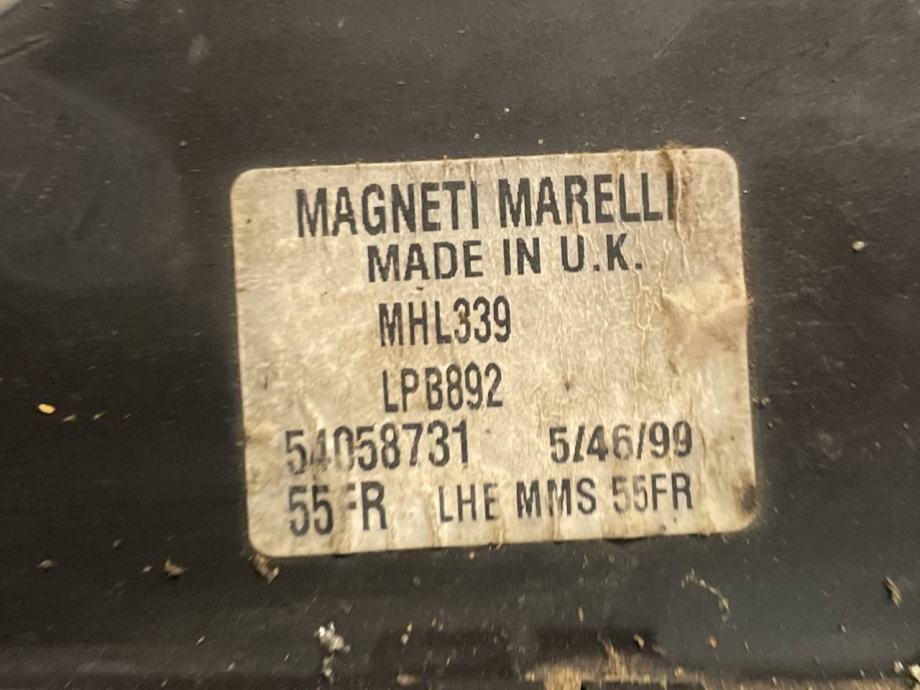 MAGNETI MARELLI
MADE IN U.K.
MHL339
LPB892
54058731 5/46/99
55FR LHE MMS 55FR